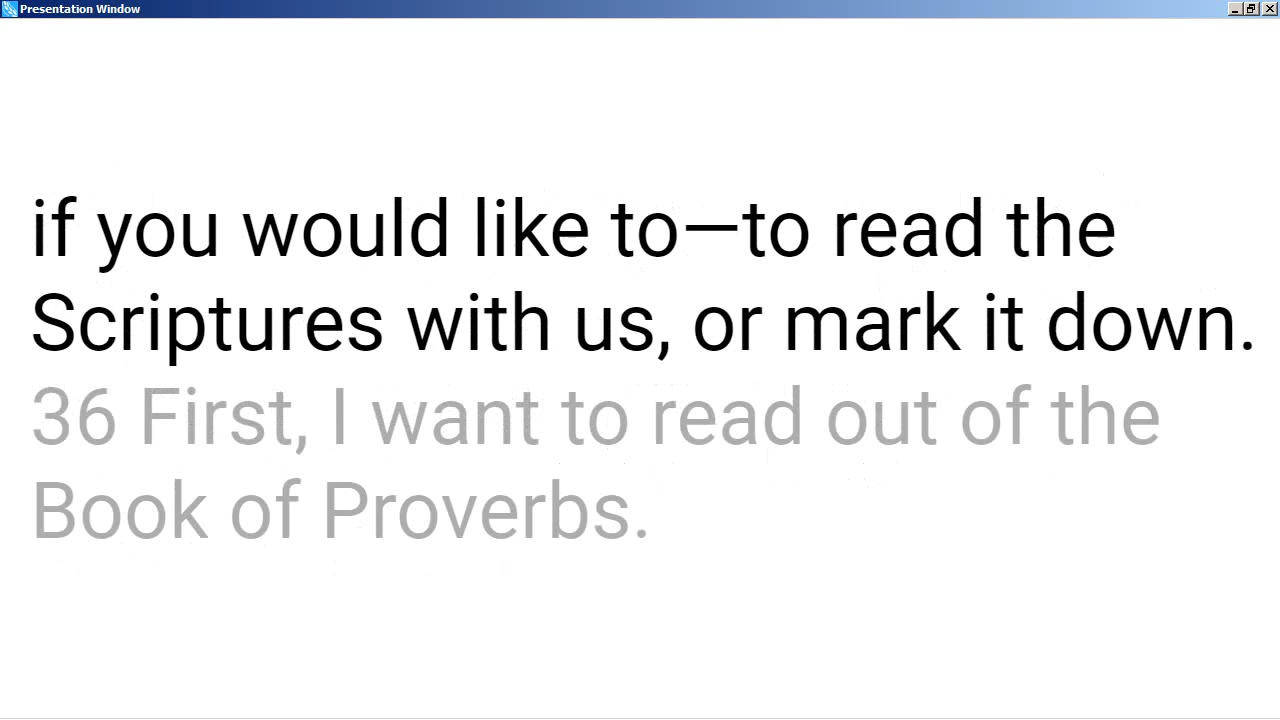 Presentation Window
if you would like to—to read the
Scriptures with us, or mark it down.
36 First, I want to read out of the
Book of Proverbs.